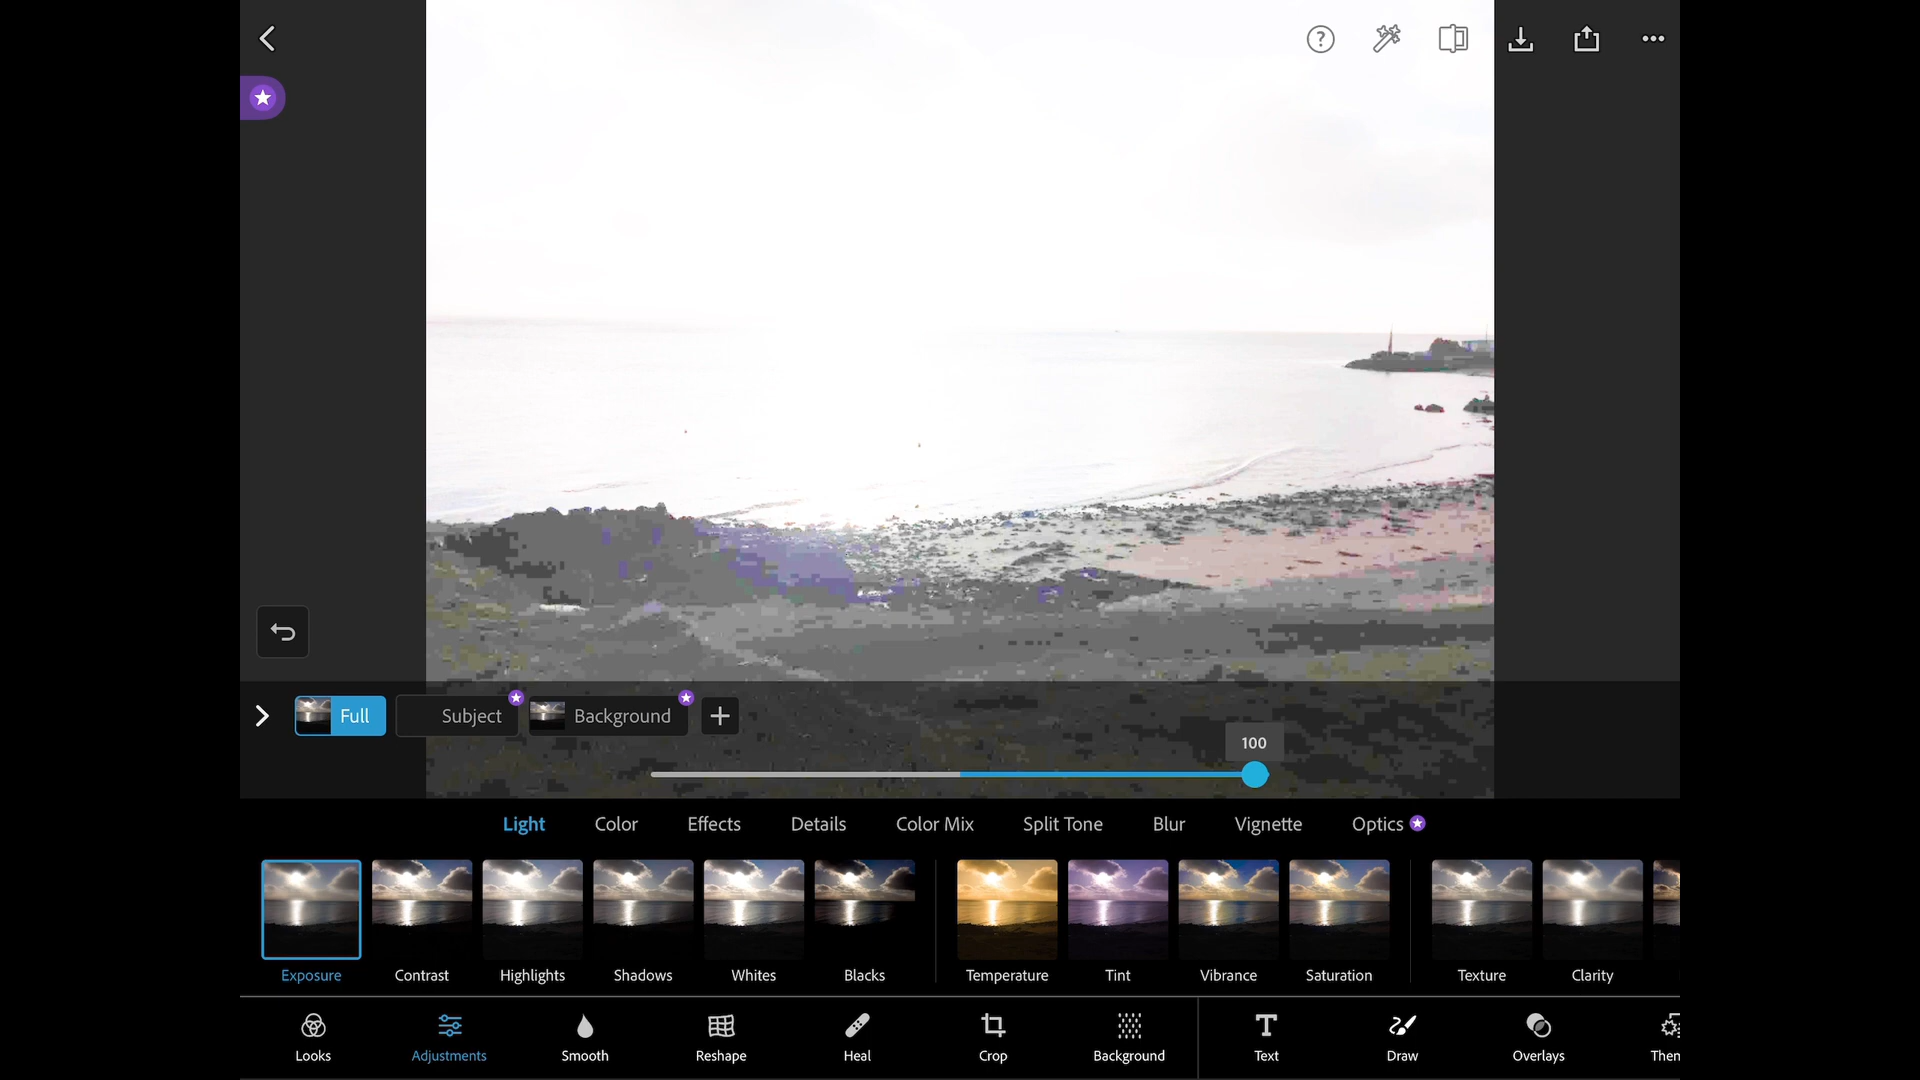 Full
Subject
Background
100
Light
Color
Effects
Details
Color Mix
Split Tone
Blur
Vignette
Optics
Exposure
Contrast
Highlights
Shadows
Whites
Blacks
Temperature
Tint
Vibrance
Saturation
Texture
Clarity
Looks
Adjustments
Smooth
Reshape
Heal
Crop
Background
Text
Draw
Overlays
Then